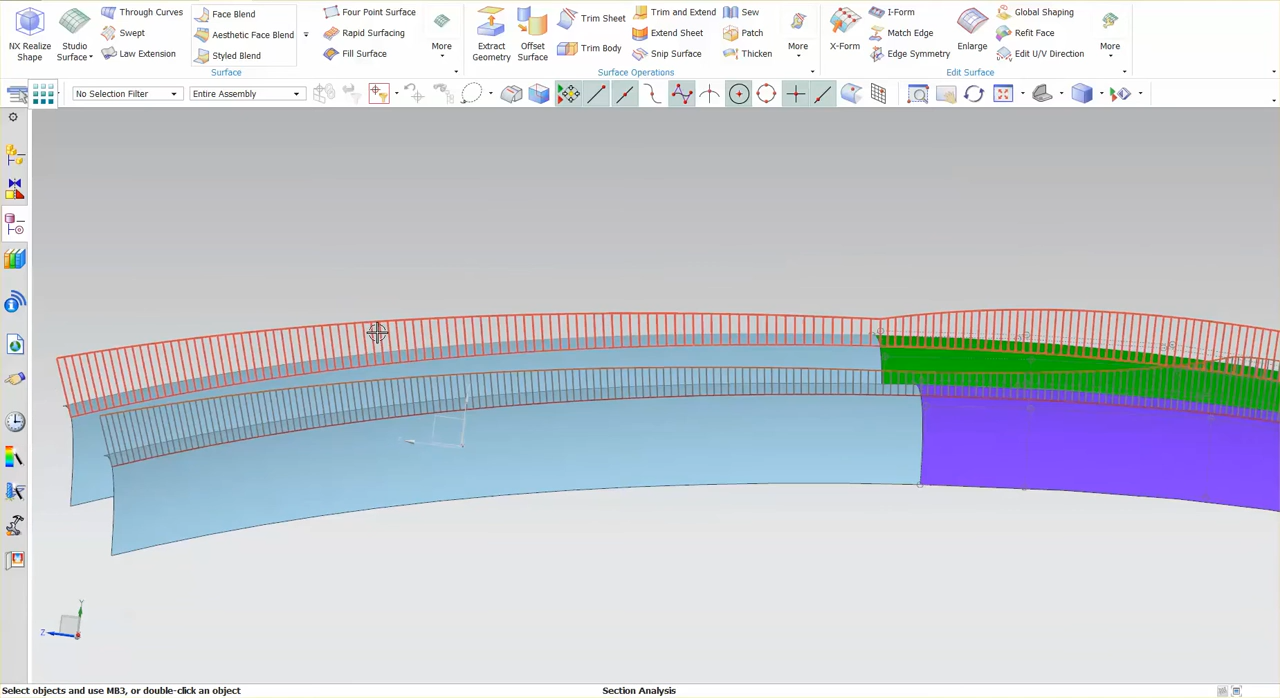 NX Realize Shape
Studio Surface
Through Curves
Swept
Law Extension
Face Blend
Aesthetic Face Blend
Styled Blend
Four Point Surface
Rapid Surfacing
Fill Surface
More
Surface
Extract Geometry
Offset Surface
Trim Sheet
Trim Body
Trim and Extend
Extend Sheet
Snip Surface
Sew
Patch
Thicken
More
Surface Operations
X-Form
I-Form
Match Edge
Edge Symmetry
Enlarge
Global Shaping
Refit Face
Edit U/V Direction
More
Edit Surface
No Selection Filter
Entire Assembly
Y
Z
Select objects and use MB3, or double-click an object
Section Analysis